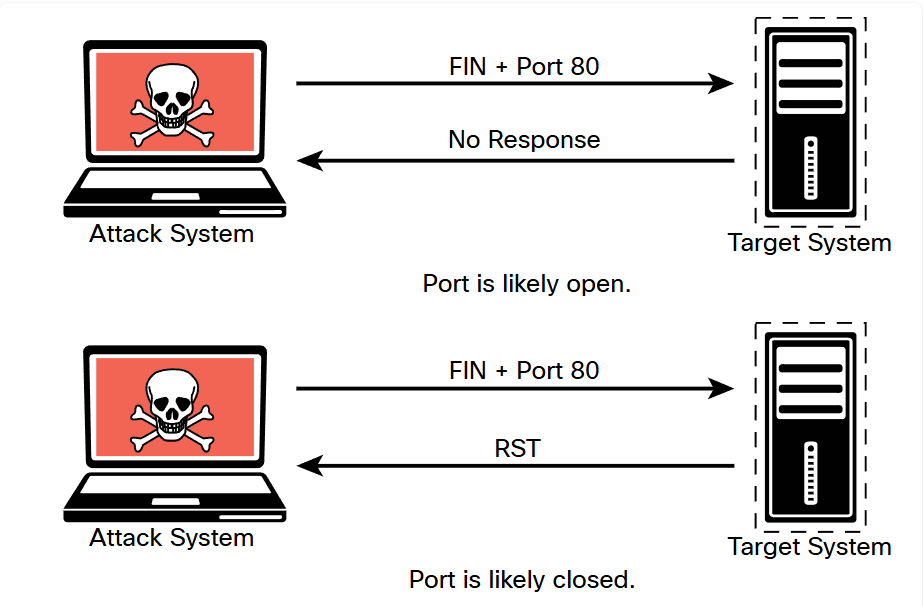 FIN + Port 80
No Response
Attack System
Target System
Port is likely open.
FIN + Port 80
RST
Attack System
Target System
Port is likely closed.